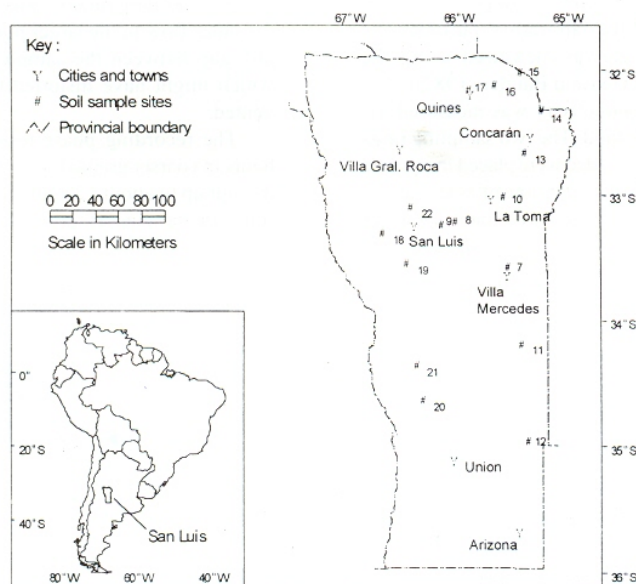 67°W 66°W 65°W
Key :
Y Cities and towns
# Soil sample sites
Provincial boundary
0 20 40 60 80 100
Scale in Kilometers
32°S
33°S
34°S
35°S
36°S
15
17
16
Quines
14
Concarán
13
Villa Gral. Roca
10
22
9
8
La Toma
18
San Luis
19
7
Villa
Mercedes
11
21
20
12
Union
Arizona
0°
20°S
40°S
San Luis
80°W 60°W 40°W